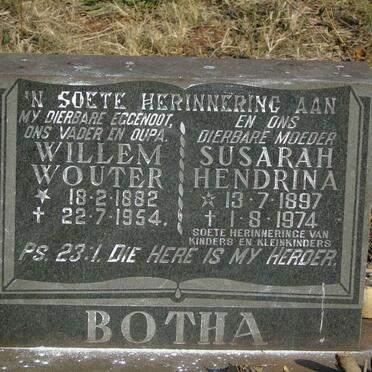 'N SOETE HERINNERING AAN
MY DIERBARE EGGENOOT,
ONS VADER EN OUPA.
WILLEM
WOUTER
☆ 18·2·1882
✝ 22·7·1954.
EN ONS
DIERBARE MOEDER
SUSARAH
HENDRINA
☆ 13·7·1897
✝ 1·8·1974
SOETE HERINNERINGE VAN
KINDERS EN KLEINKINDERS
PS. 23:1. DIE HERE IS MY HERDER.
BOTHA